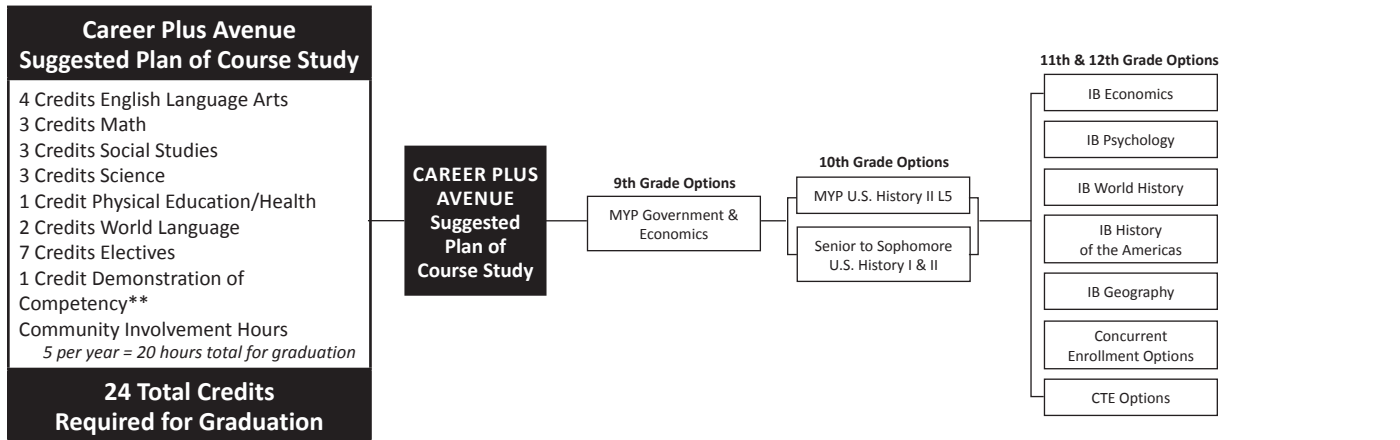 Career Plus Avenue
Suggested Plan of Course Study
4 Credits English Language Arts
3 Credits Math
3 Credits Social Studies
3 Credits Science
1 Credit Physical Education/Health
2 Credits World Language
7 Credits Electives
1 Credit Demonstration of
Competency**
Community Involvement Hours
5 per year = 20 hours total for graduation
24 Total Credits
Required for Graduation
CAREER PLUS
AVENUE
Suggested
Plan of
Course Study
9th Grade Options
MYP Government &
Economics
10th Grade Options
MYP U.S. History II L5
Senior to Sophomore
U.S. History I & II
11th & 12th Grade Options
IB Economics
IB Psychology
IB World History
IB History
of the Americas
IB Geography
Concurrent
Enrollment Options
CTE Options